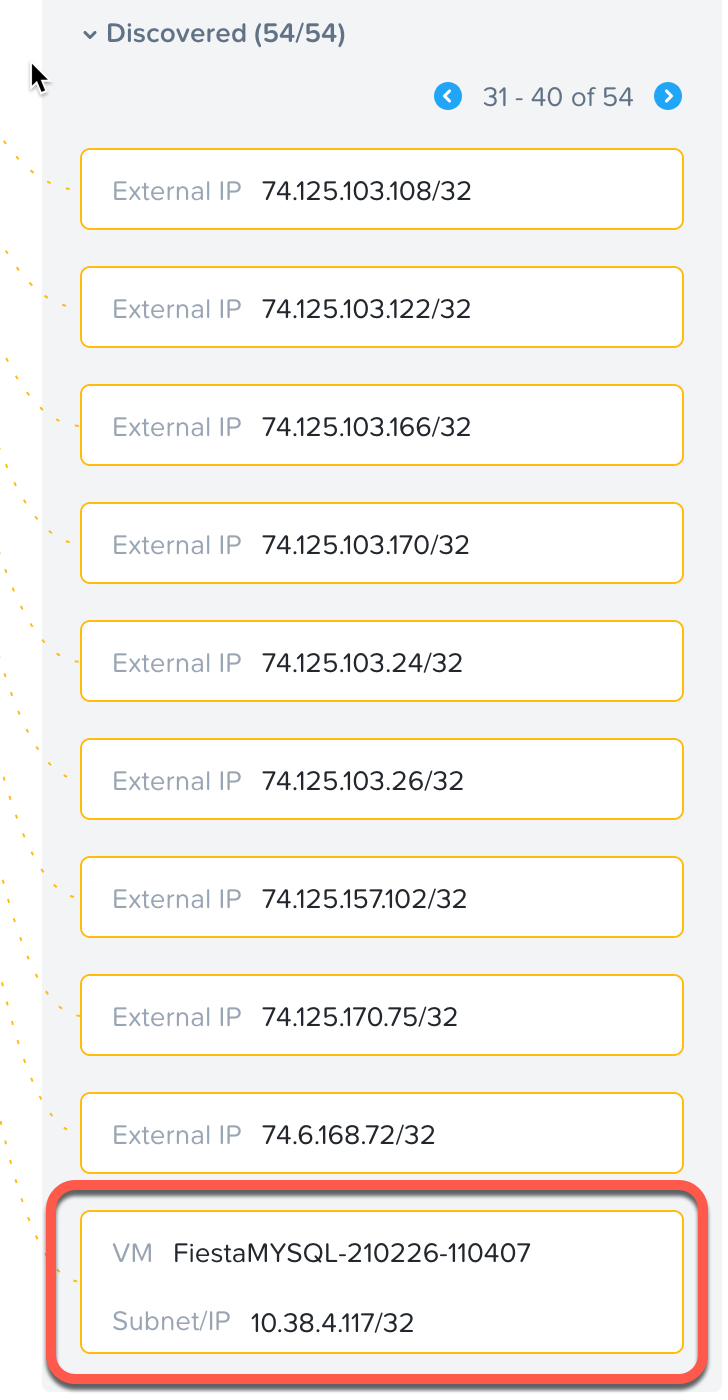 Discovered (54/54)
31 - 40 of 54
External IP 74.125.103.108/32
External IP 74.125.103.122/32
External IP 74.125.103.166/32
External IP 74.125.103.170/32
External IP 74.125.103.24/32
External IP 74.125.103.26/32
External IP 74.125.157.102/32
External IP 74.125.170.75/32
External IP 74.6.168.72/32
VM FiestaMYSQL-210226-110407
Subnet/IP 10.38.4.117/32